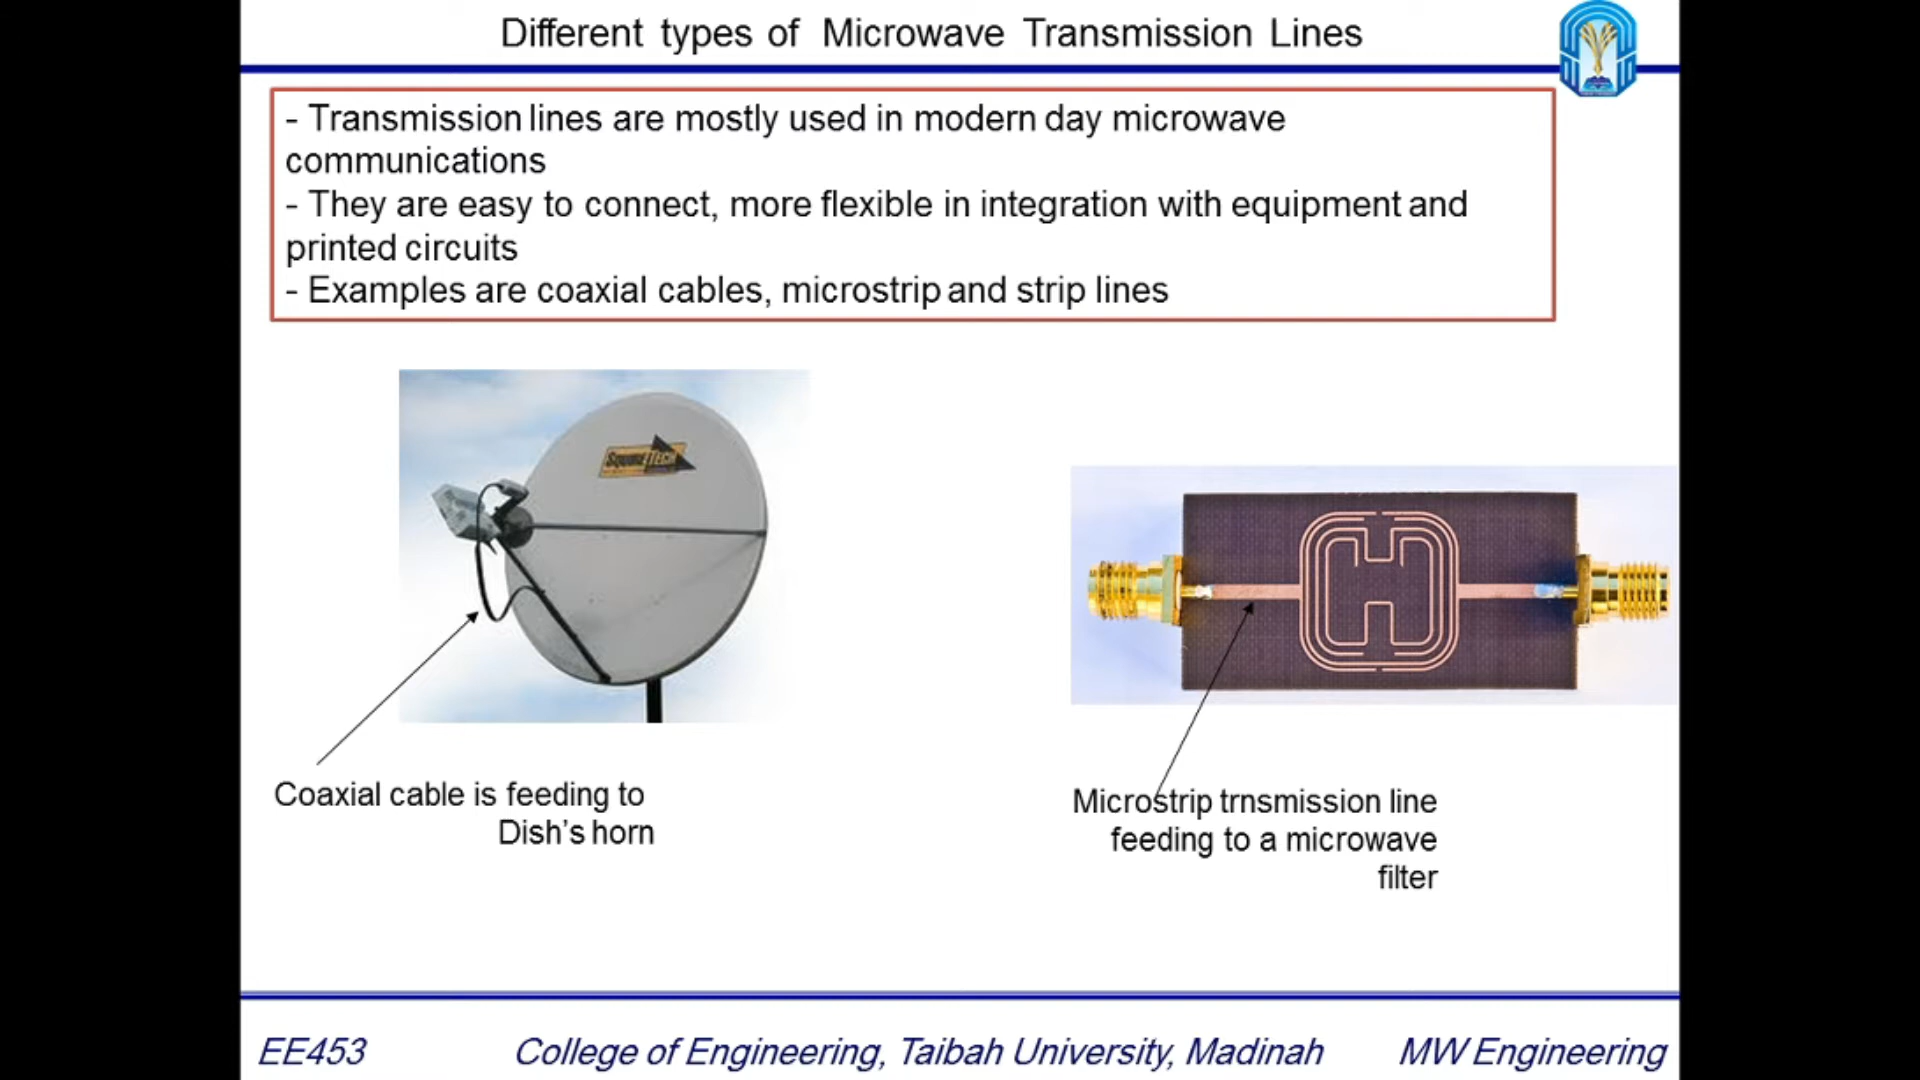 Different types of Microwave Transmission Lines
- Transmission lines are mostly used in modern day microwave
communications
- They are easy to connect, more flexible in integration with equipment and
printed circuits
- Examples are coaxial cables, microstrip and strip lines
Coaxial cable is feeding to
Dish's horn
Microstrip trnsmission line
feeding to a microwave
filter
EE453 College of Engineering, Taibah University, Madinah MW Engineering